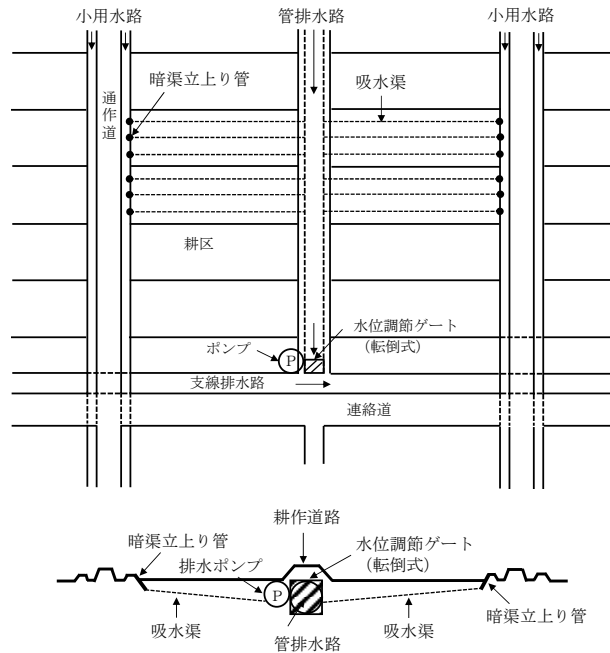 小用水路
管排水路
小用水路
通作道
暗渠立上り管
吸水渠
耕区
ポンプ
P
水位調節ゲート
(転倒式)
支線排水路
連絡道
耕作道路
暗渠立上り管
水位調節ゲート
(転倒式)
排水ポンプ
P
吸水渠
吸水渠
暗渠立上り管
管排水路